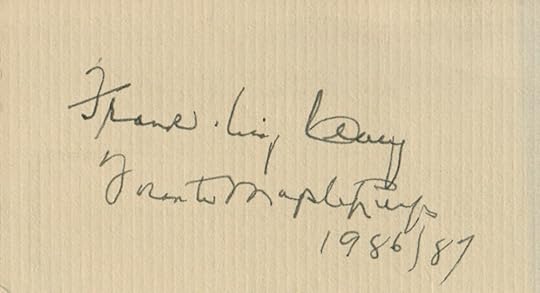 Frank King Clancy
Toronto Maple Leafs
1986/87